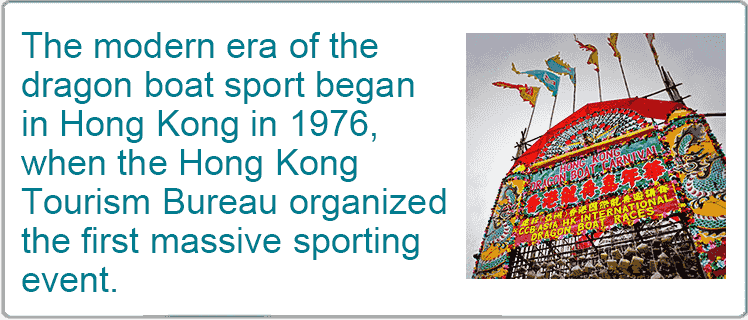 The modern era of the
dragon boat sport began
in Hong Kong in 1976,
when the Hong Kong
Tourism Bureau organized
the first massive sporting
event.
HONG KONG
DRAGON BOAT CARNIVAL
香港龍舟嘉年華
CCB ASIA HK INTERNATIONAL
DRAGON BOAT RACES